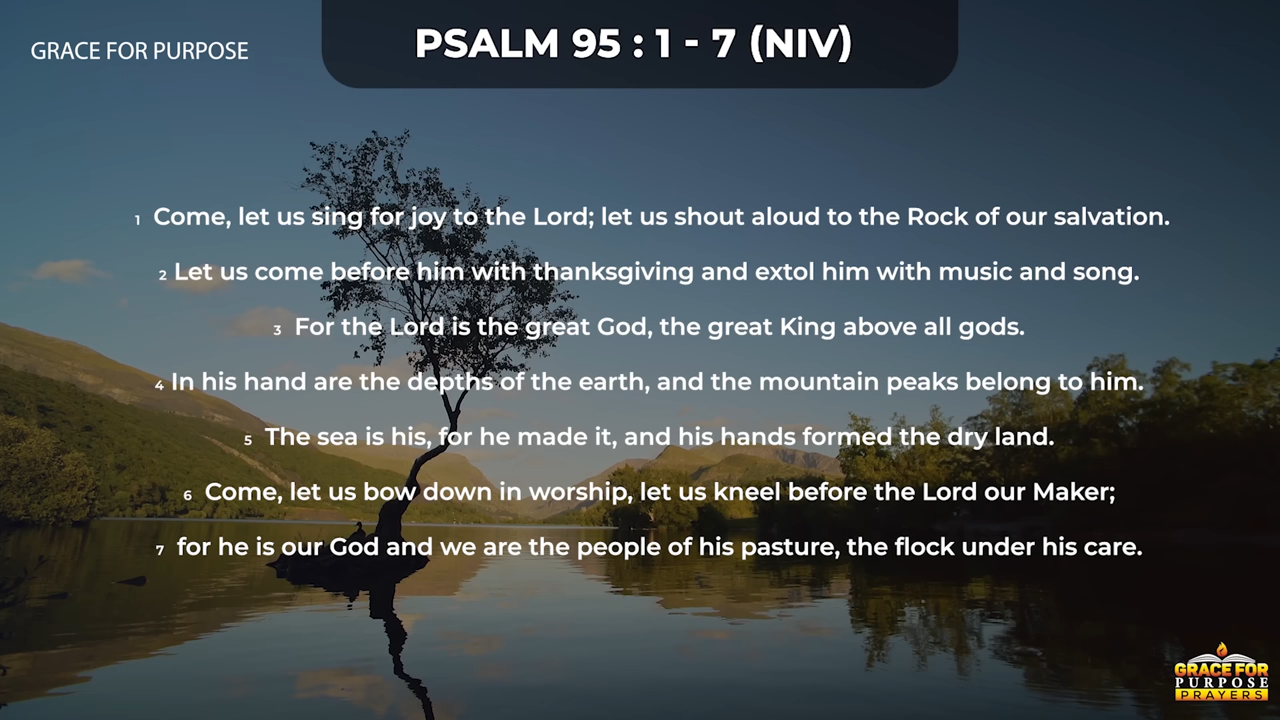 GRACE FOR PURPOSE
PSALM 95 : 1 - 7 (NIV)
1 Come, let us sing for joy to the Lord; let us shout aloud to the Rock of our salvation.
2 Let us come before him with thanksgiving and extol him with music and song.
3 For the Lord is the great God, the great King above all gods.
4 In his hand are the depths of the earth, and the mountain peaks belong to him.
5 The sea is his, for he made it, and his hands formed the dry land.
6 Come, let us bow down in worship, let us kneel before the Lord our Maker;
7 for he is our God and we are the people of his pasture, the flock under his care.
GRACE FOR
PURPOSE
PRAYERS